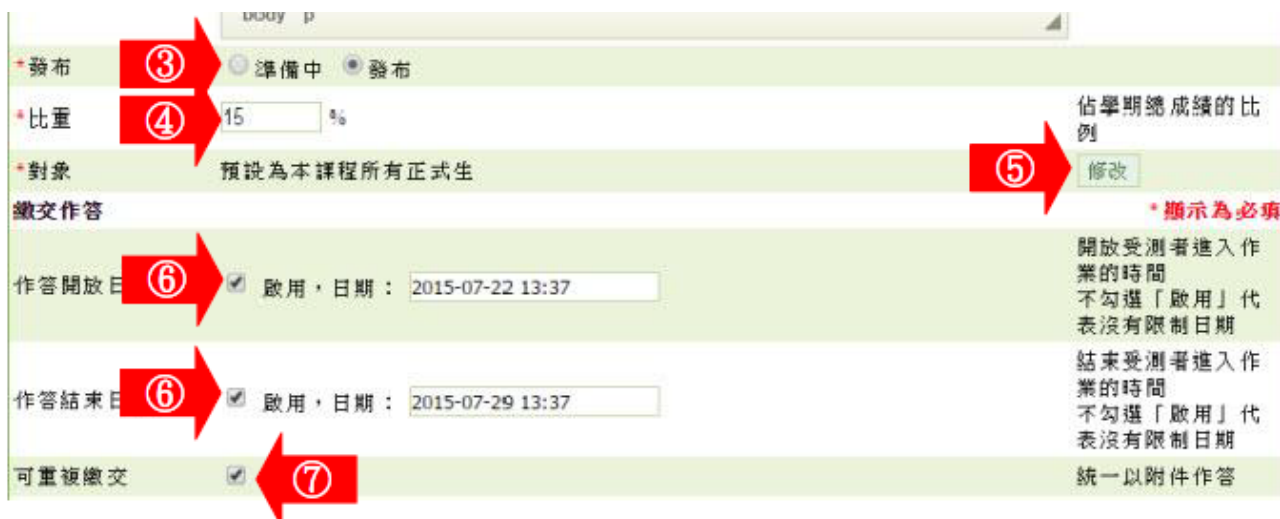 body p
*發布 ③ 準備中 發布
*比重 ④ 15 % 佔學期總成績的比
例
*對象 預設為本課程所有正式生 ⑤ 修改
繳交作答 *顯示為必填
作答開放日 ⑥ 啟用,日期: 2015-07-22 13:37 開放受測者進入作
業的時間
不勾選「啟用」代
表沒有限制日期
作答結束日 ⑥ 啟用,日期: 2015-07-29 13:37 結束受測者進入作
業的時間
不勾選「啟用」代
表沒有限制日期
可重複繳交 ⑦ 統一以附件作答